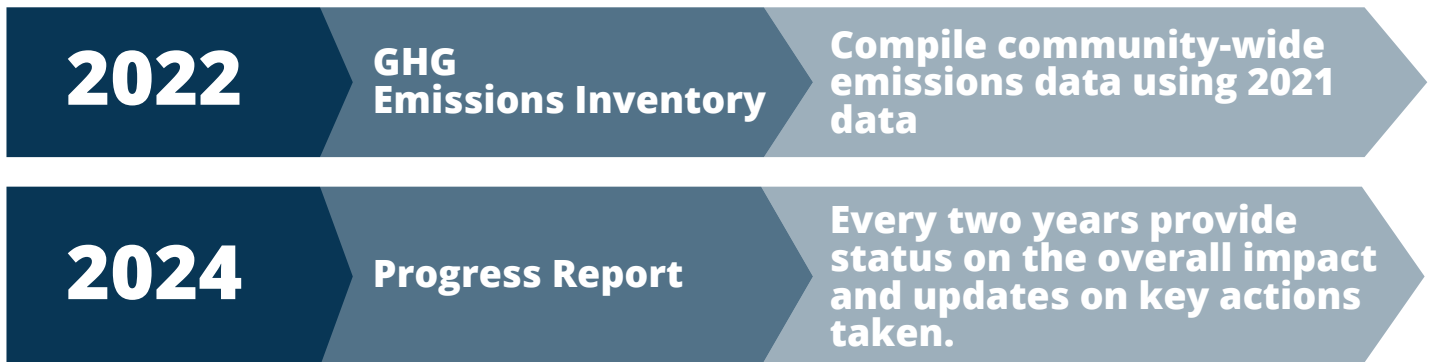 2022
GHG
Emissions Inventory
Compile community-wide
emissions data using 2021
data
2024
Progress Report
Every two years provide
status on the overall impact
and updates on key actions
taken.